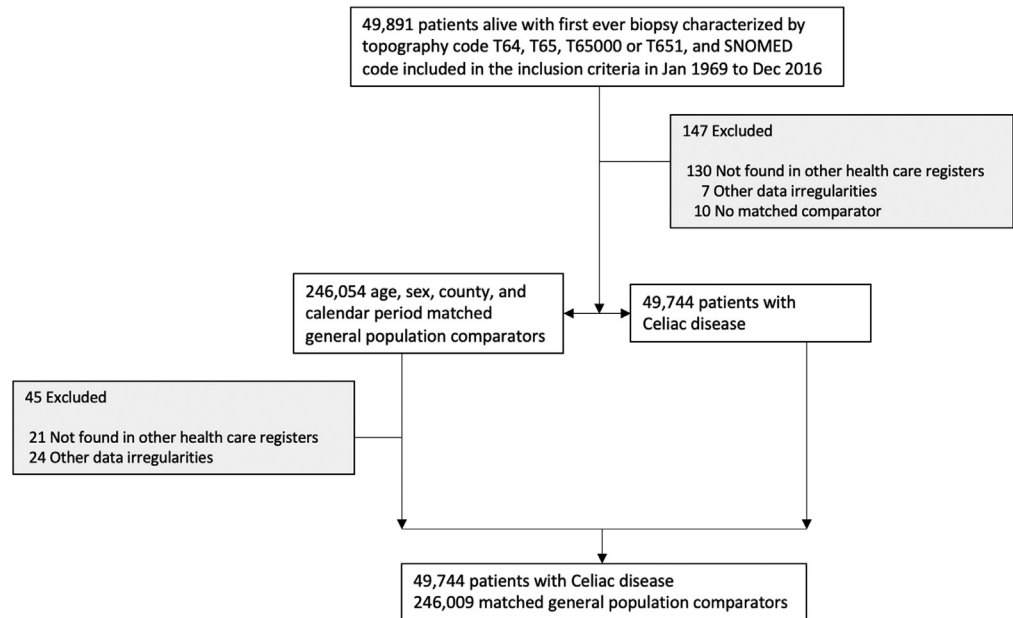 49,891 patients alive with first ever biopsy characterized by
topography code T64, T65, T65000 or T651, and SNOMED
code included in the inclusion criteria in Jan 1969 to Dec 2016
147 Excluded
130 Not found in other health care registers
7 Other data irregularities
10 No matched comparator
246,054 age, sex, county, and
calendar period matched
general population comparators
49,744 patients with
Celiac disease
45 Excluded
21 Not found in other health care registers
24 Other data irregularities
49,744 patients with Celiac disease
246,009 matched general population comparators